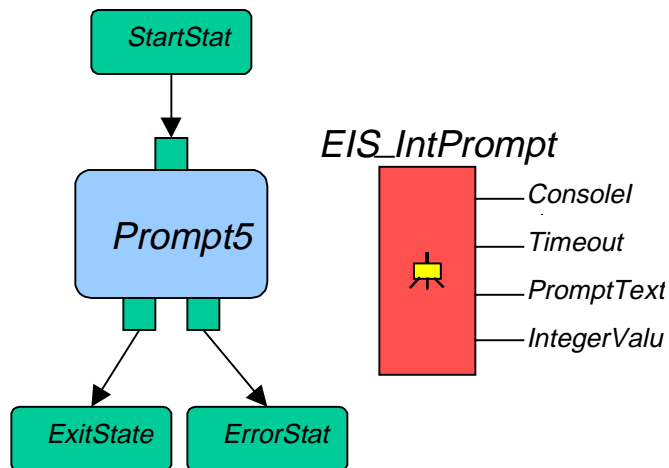 StartStat
EIS_IntPrompt
ConsoleI
Prompt5
Timeout
PromptText
IntegerValu
ExitState
ErrorStat